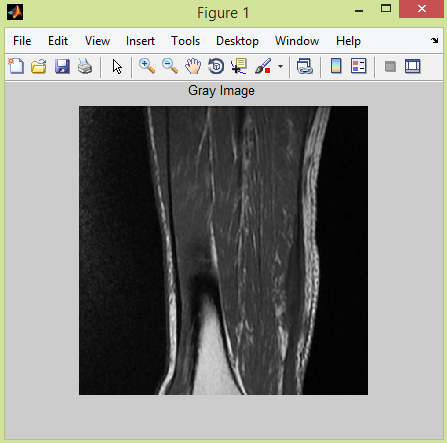 Figure 1
File Edit View Insert Tools Desktop Window Help
Gray Image